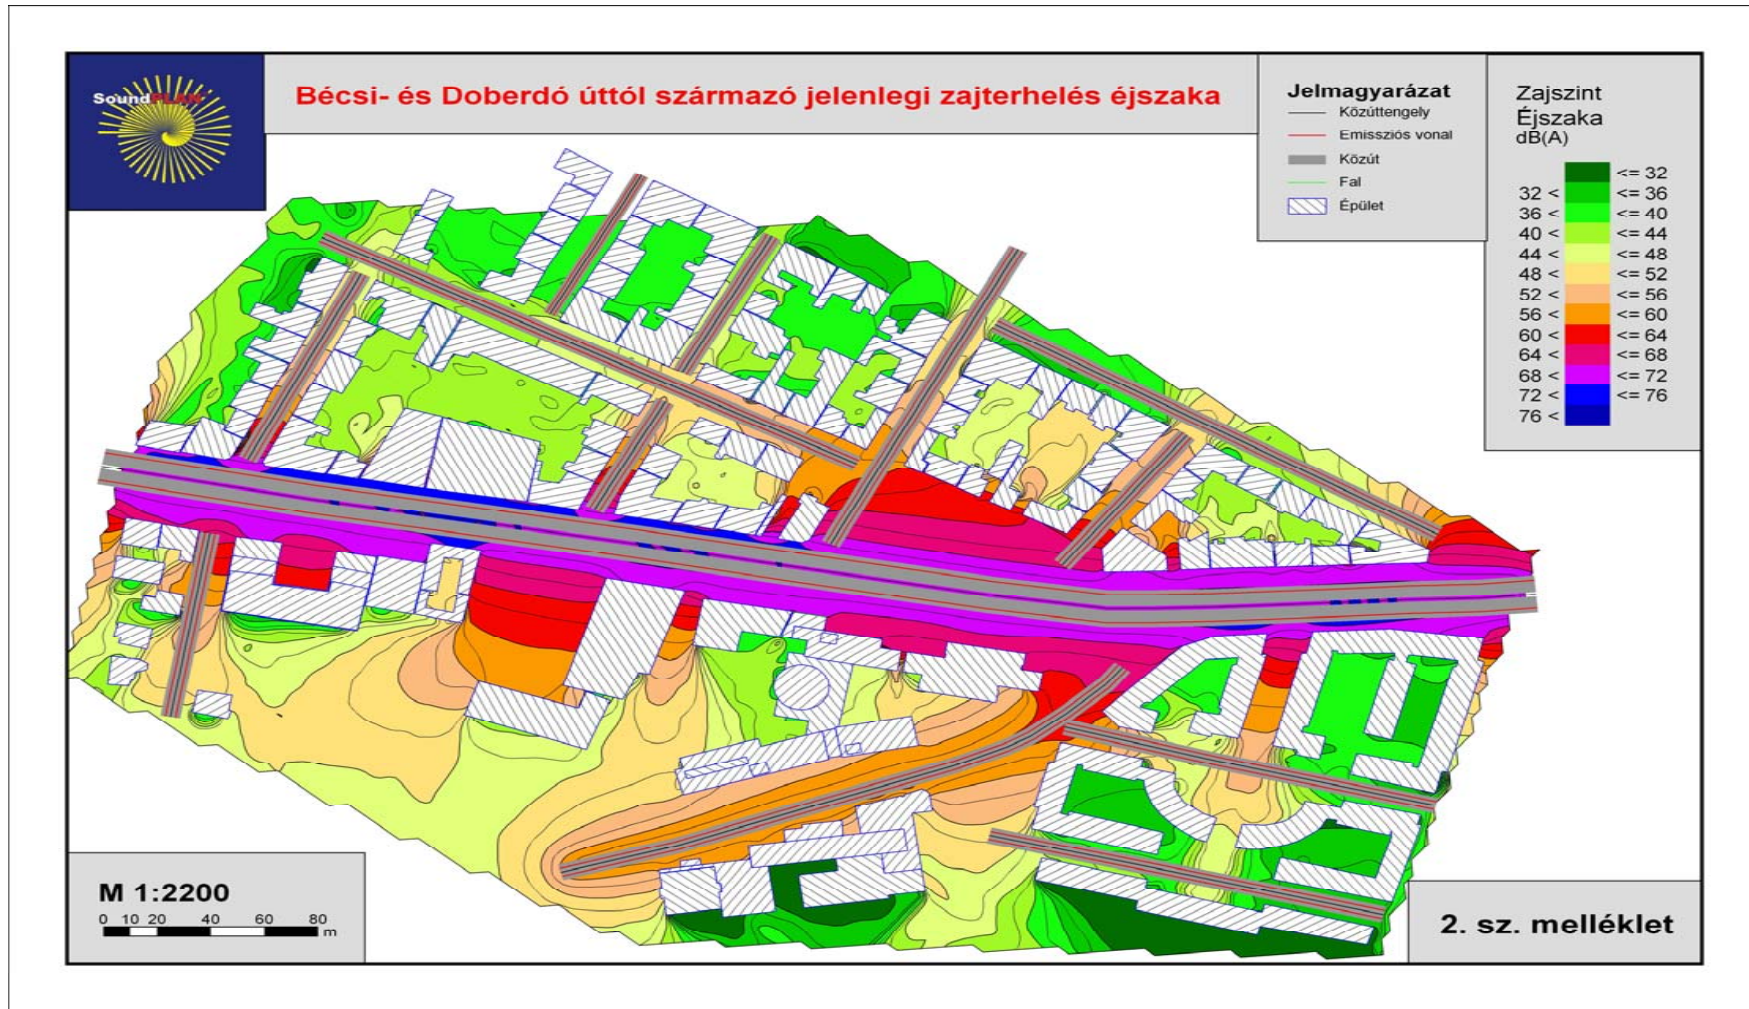 SoundPLAN
Bécsi- és Doberdó úttól származó jelenlegi zajterhelés éjszaka
Jelmagyarázat
Közúttengely
Emissziós vonal
Közút
Fal
Épület
Zajszint
Éjszaka
dB(A)
<= 32
32 < <= 36
36 < <= 40
40 < <= 44
44 < <= 48
48 < <= 52
52 < <= 56
56 < <= 60
60 < <= 64
64 < <= 68
68 < <= 72
72 < <= 76
76 <
M 1:2200
0 10 20 40 60 80
m
2. sz. melléklet